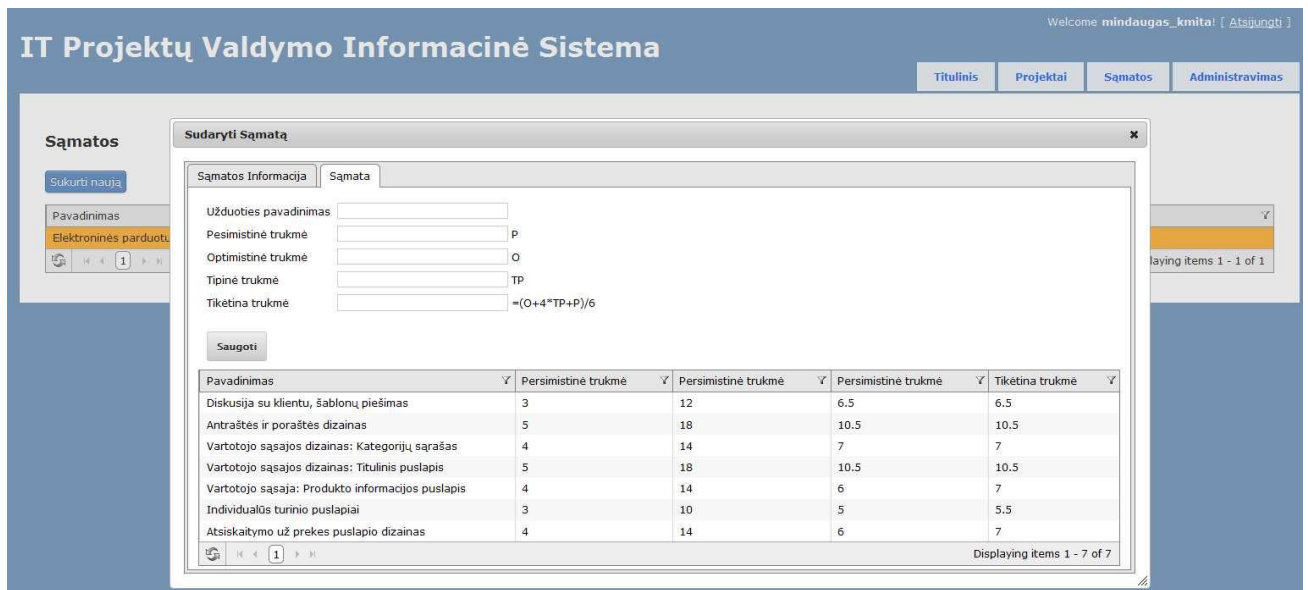 Welcome mindaugas_kmita! [ Atsijungti ]
IT Projektų Valdymo Informacinė Sistema
Titulinis Projektai Sąmatos Administravimas
Sąmatos
Sukurti naują
Pavadinimas
Elektroninės parduotu
1
laying items 1 - 1 of 1
Sudaryti Sąmatą
Sąmatos Informacija Sąmata
Užduoties pavadinimas
Pesimistinė trukmė P
Optimistinė trukmė O
Tipinė trukmė TP
Tikėtina trukmė =(O+4*TP+P)/6
Saugoti
Pavadinimas Persimistinė trukmė Persimistinė trukmė Persimistinė trukmė Tikėtina trukmė
Diskusija su klientu, šablonų piešimas 3 12 6.5 6.5
Antraštės ir poraštės dizainas 5 18 10.5 10.5
Vartotojo sąsajos dizainas: Kategorijų sąrašas 4 14 7 7
Vartotojo sąsajos dizainas: Titulinis puslapis 5 18 10.5 10.5
Vartotojo sąsaja: Produkto informacijos puslapis 4 14 6 7
Individualūs turinio puslapiai 3 10 5 5.5
Atsiskaitymo už prekes puslapio dizainas 4 14 6 7
1 Displaying items 1 - 7 of 7